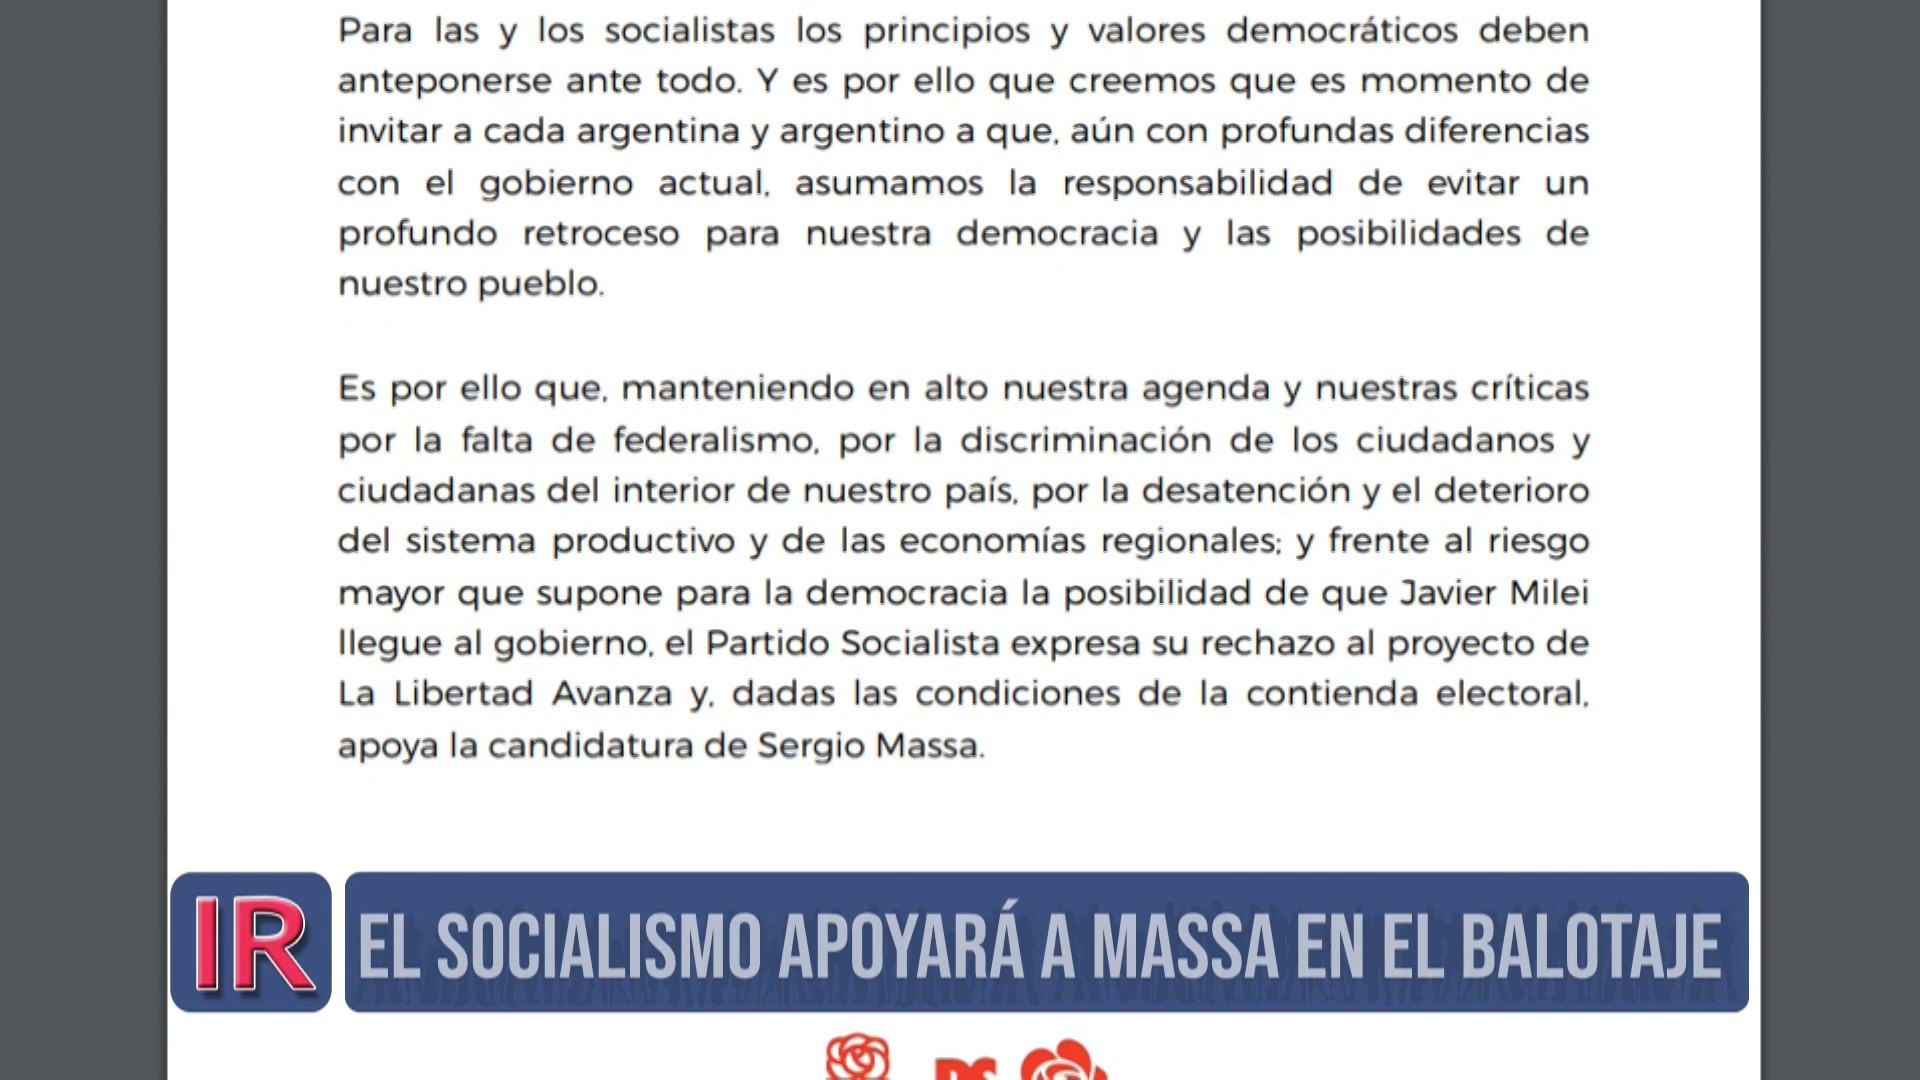 Para las y los socialistas los principios y valores democráticos deben
anteponerse ante todo. Y es por ello que creemos que es momento de
invitar a cada argentina y argentino a que, aún con profundas diferencias
con el gobierno actual, asumamos la responsabilidad de evitar un
profundo retroceso para nuestra democracia y las posibilidades de
nuestro pueblo.
Es por ello que, manteniendo en alto nuestra agenda y nuestras críticas
por la falta de federalismo, por la discriminación de los ciudadanos y
ciudadanas del interior de nuestro país, por la desatención y el deterioro
del sistema productivo y de las economías regionales; y frente al riesgo
mayor que supone para la democracia la posibilidad de que Javier Milei
llegue al gobierno, el Partido Socialista expresa su rechazo al proyecto de
La Libertad Avanza y, dadas las condiciones de la contienda electoral,
apoya la candidatura de Sergio Massa.
IR
EL SOCIALISMO APOYARÁ A MASSA EN EL BALOTAJE
PS